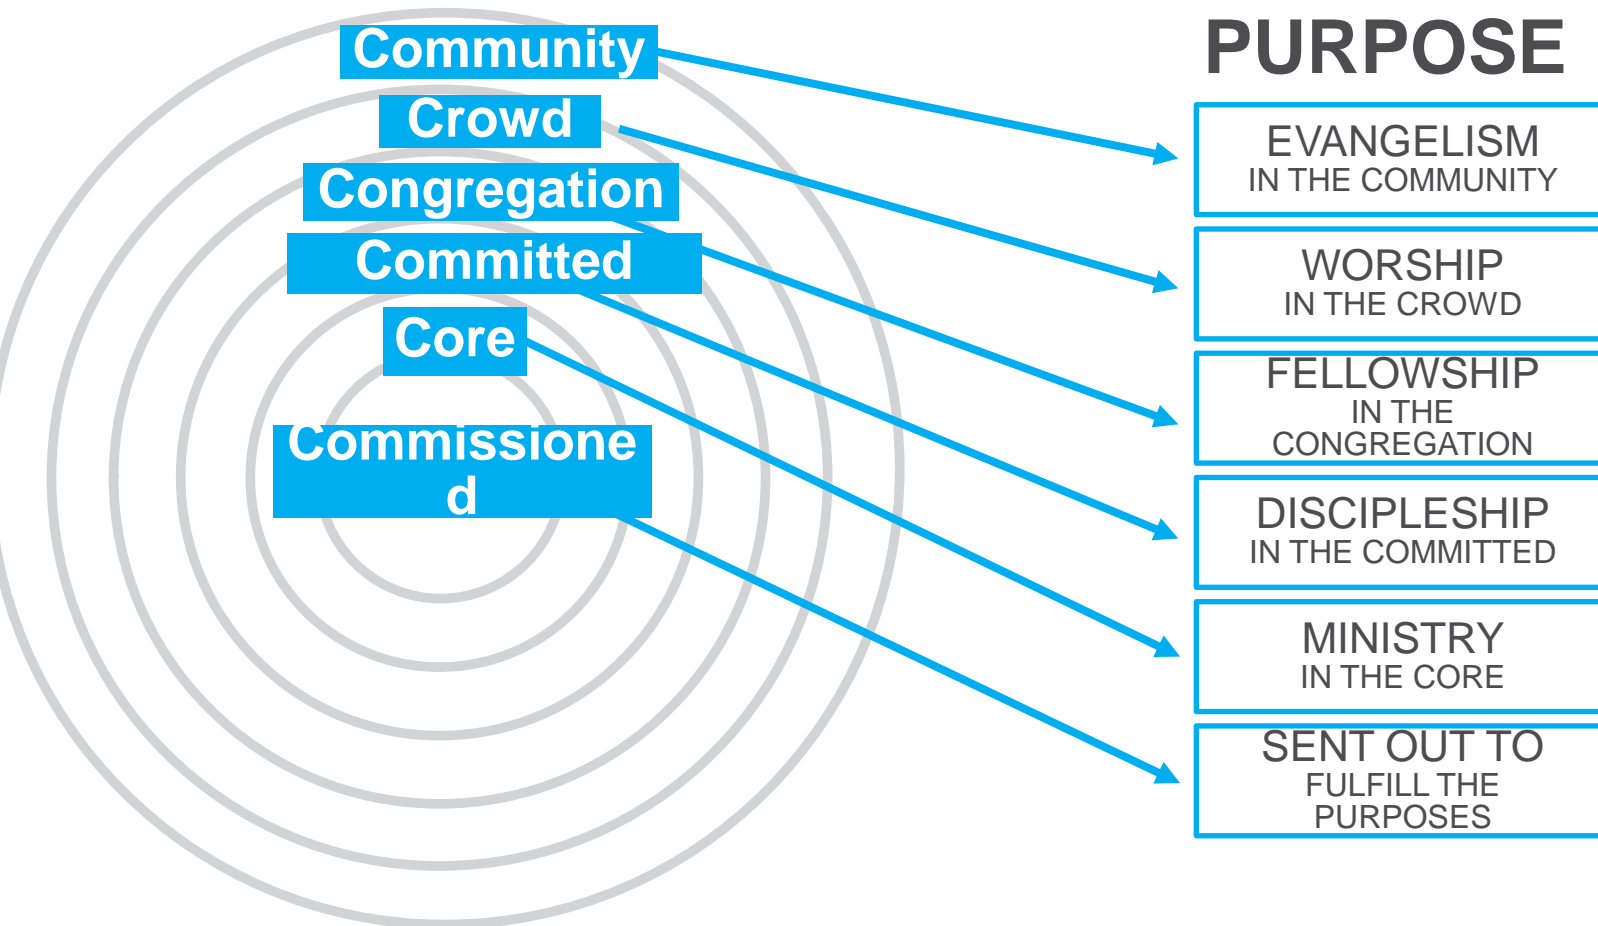 Community
Crowd
Congregation
Committed
Core
Commissione
d
PURPOSE
EVANGELISM
IN THE COMMUNITY
WORSHIP
IN THE CROWD
FELLOWSHIP
IN THE
CONGREGATION
DISCIPLESHIP
IN THE COMMITTED
MINISTRY
IN THE CORE
SENT OUT TO
FULFILL THE
PURPOSES